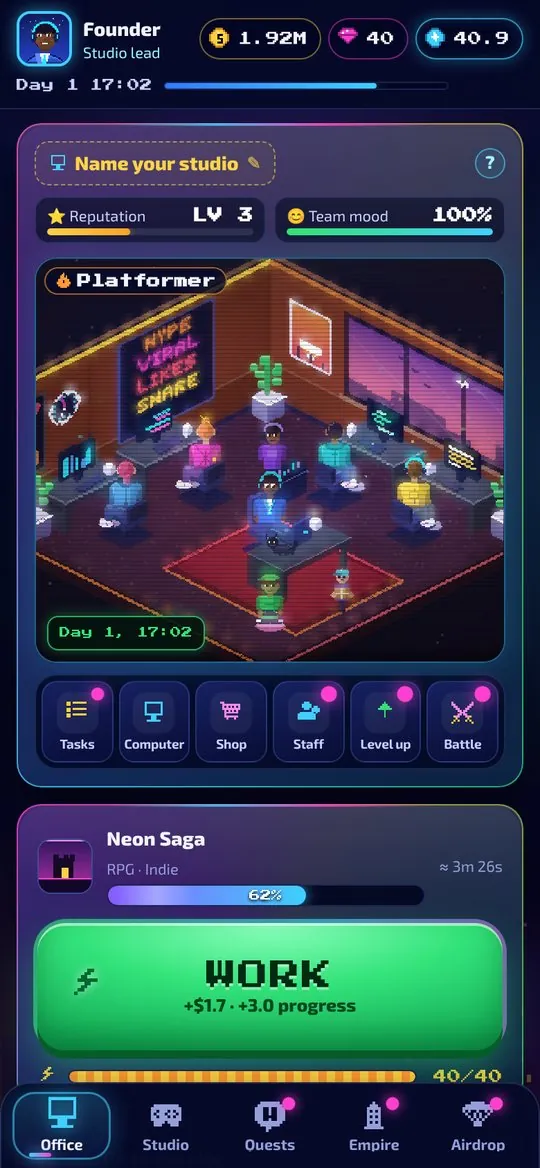 Founder
Studio lead
1.92M
40
40.9
Day 1 17:02
Name your studio
?
Reputation LV 3
Team mood 100%
Platformer
HYPE
VIRAL
LIKES
SHARE
Day 1, 17:02
Tasks
Computer
Shop
Staff
Level up
Battle
Neon Saga
RPG · Indie
≈ 3m 26s
62%
WORK
+$1.7 · +3.0 progress
40/40
Office
Studio
Quests
Empire
Airdrop